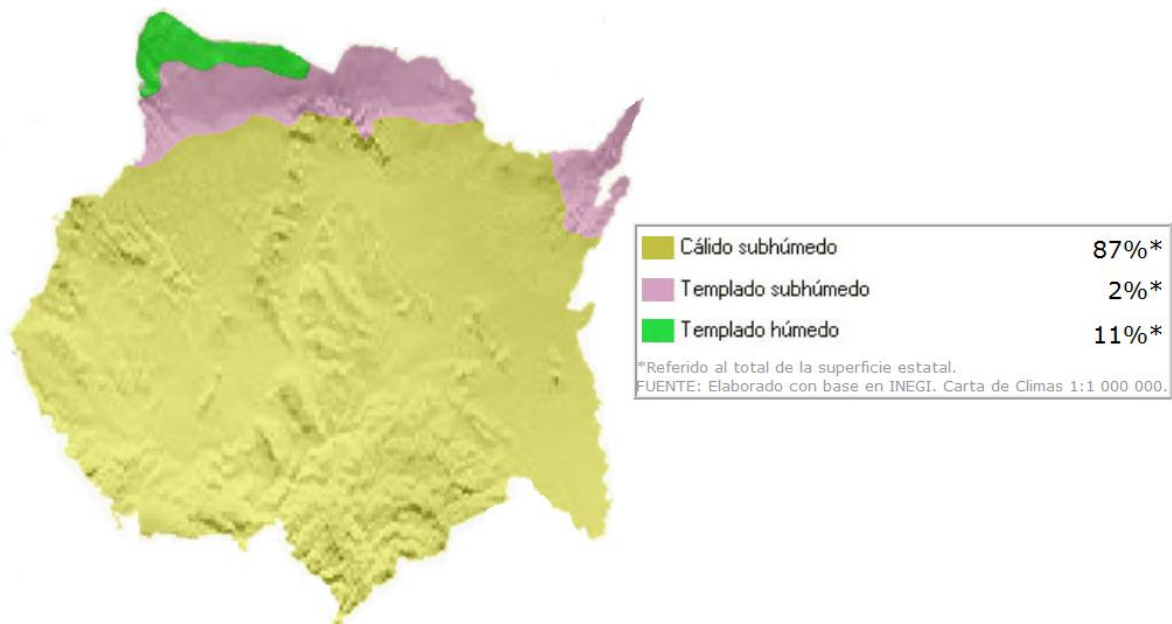 Cálido subhúmedo 87%*
Templado subhúmedo 2%*
Templado húmedo 11%*
*Referido al total de la superficie estatal.
FUENTE: Elaborado con base en INEGI. Carta de Climas 1:1 000 000.